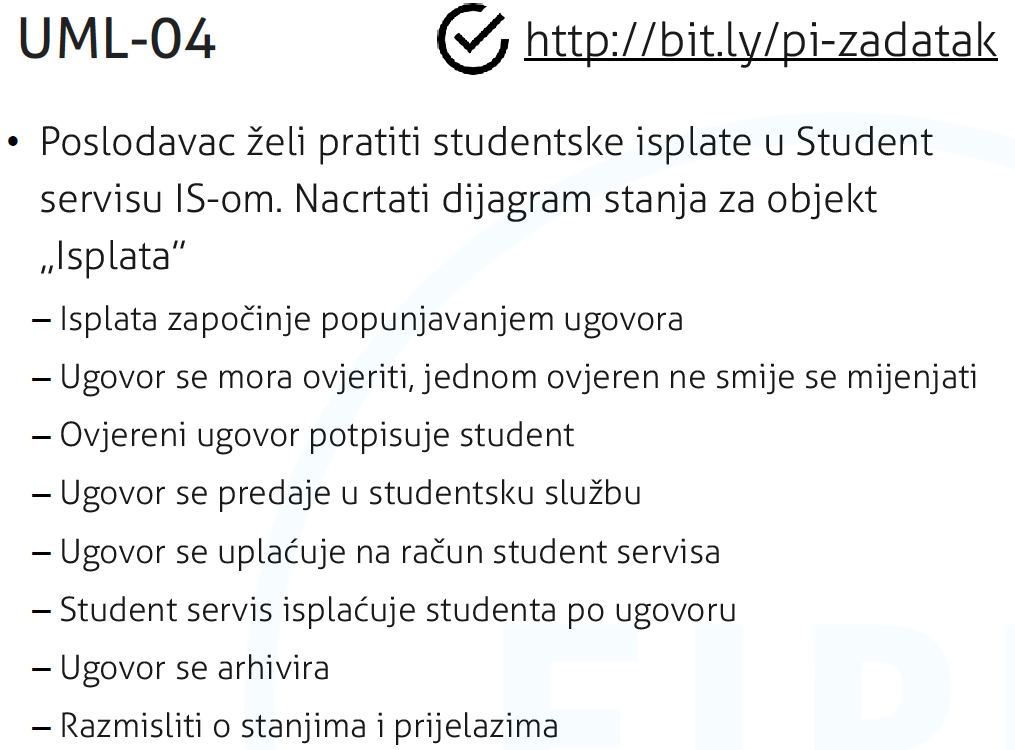 UML-04
http://bit.ly/pi-zadatak
• Poslodavac želi pratiti studentske isplate u Student
servisu IS-om. Nacrtati dijagram stanja za objekt
„Isplata“
– Isplata započinje popunjavanjem ugovora
– Ugovor se mora ovjeriti, jednom ovjeren ne smije se mijenjati
– Ovjereni ugovor potpisuje student
– Ugovor se predaje u studentsku službu
– Ugovor se uplaćuje na račun student servisa
– Student servis isplaćuje studenta po ugovoru
– Ugovor se arhivira
– Razmisliti o stanjima i prijelazima